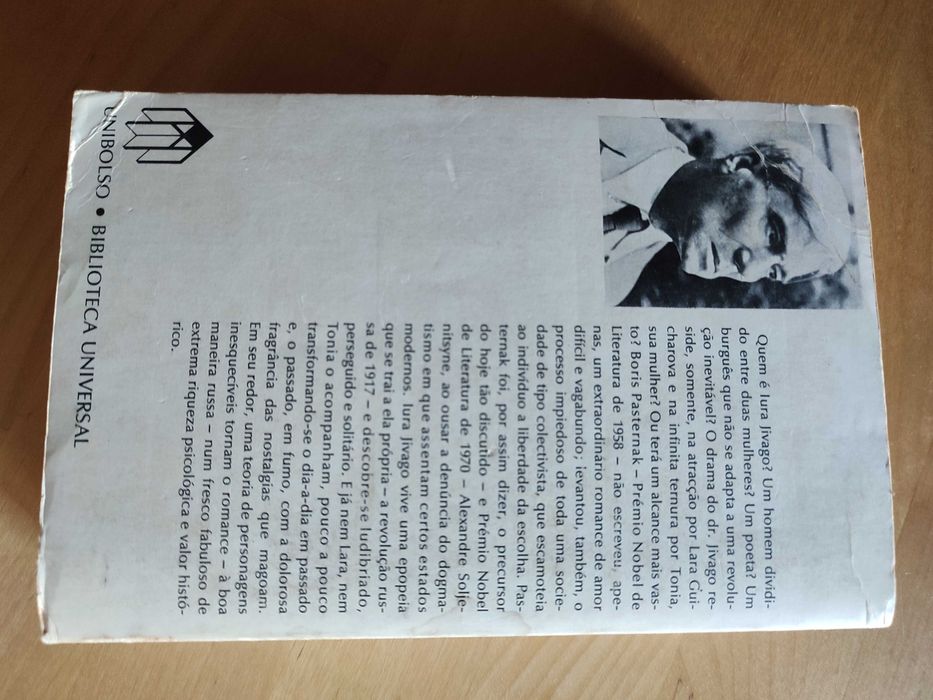 Quem é Iura Jivago? Um homem dividi-
do entre duas mulheres? Um poeta? Um
burguês que não se adapta a uma revolu-
ção inevitável? O drama do dr. Jivago re-
side, somente, na atracção por Lara Gui-
charova e na infinita ternura por Tonia,
sua mulher? Ou terá um alcance mais vas-
to? Boris Pasternak – Prémio Nobel de
Literatura de 1958 – não escreveu, ape-
nas, um extraordinário romance de amor
difícil e vagabundo; levantou, também, o
processo impiedoso de toda uma socie-
dade de tipo colectivista, que escamoteia
ao indivíduo a liberdade da escolha. Pas-
ternak foi, por assim dizer, o precursor
do hoje tão discutido – e Prémio Nobel
de Literatura de 1970 – Alexandre Solje-
nitsyne, ao ousar a denúncia do dogma-
tismo em que assentam certos estados
modernos. Iura Jivago vive uma epopeia
que se trai a ela própria – a revolução rus-
sa de 1917 – e descobre-se ludibriado,
perseguido e solitário. E já nem Lara, nem
Tonia o acompanham, pouco a pouco
transformando-se o dia-a-dia em passado
e, o passado, em fumo, com a dolorosa
fragrância das nostalgias que magoam.
Em seu redor, uma teoria de personagens
inesquecíveis tornam o romance – à boa
maneira russa – num fresco fabuloso de
extrema riqueza psicológica e valor histó-
rico.
UNIBOLSO • BIBLIOTECA UNIVERSAL